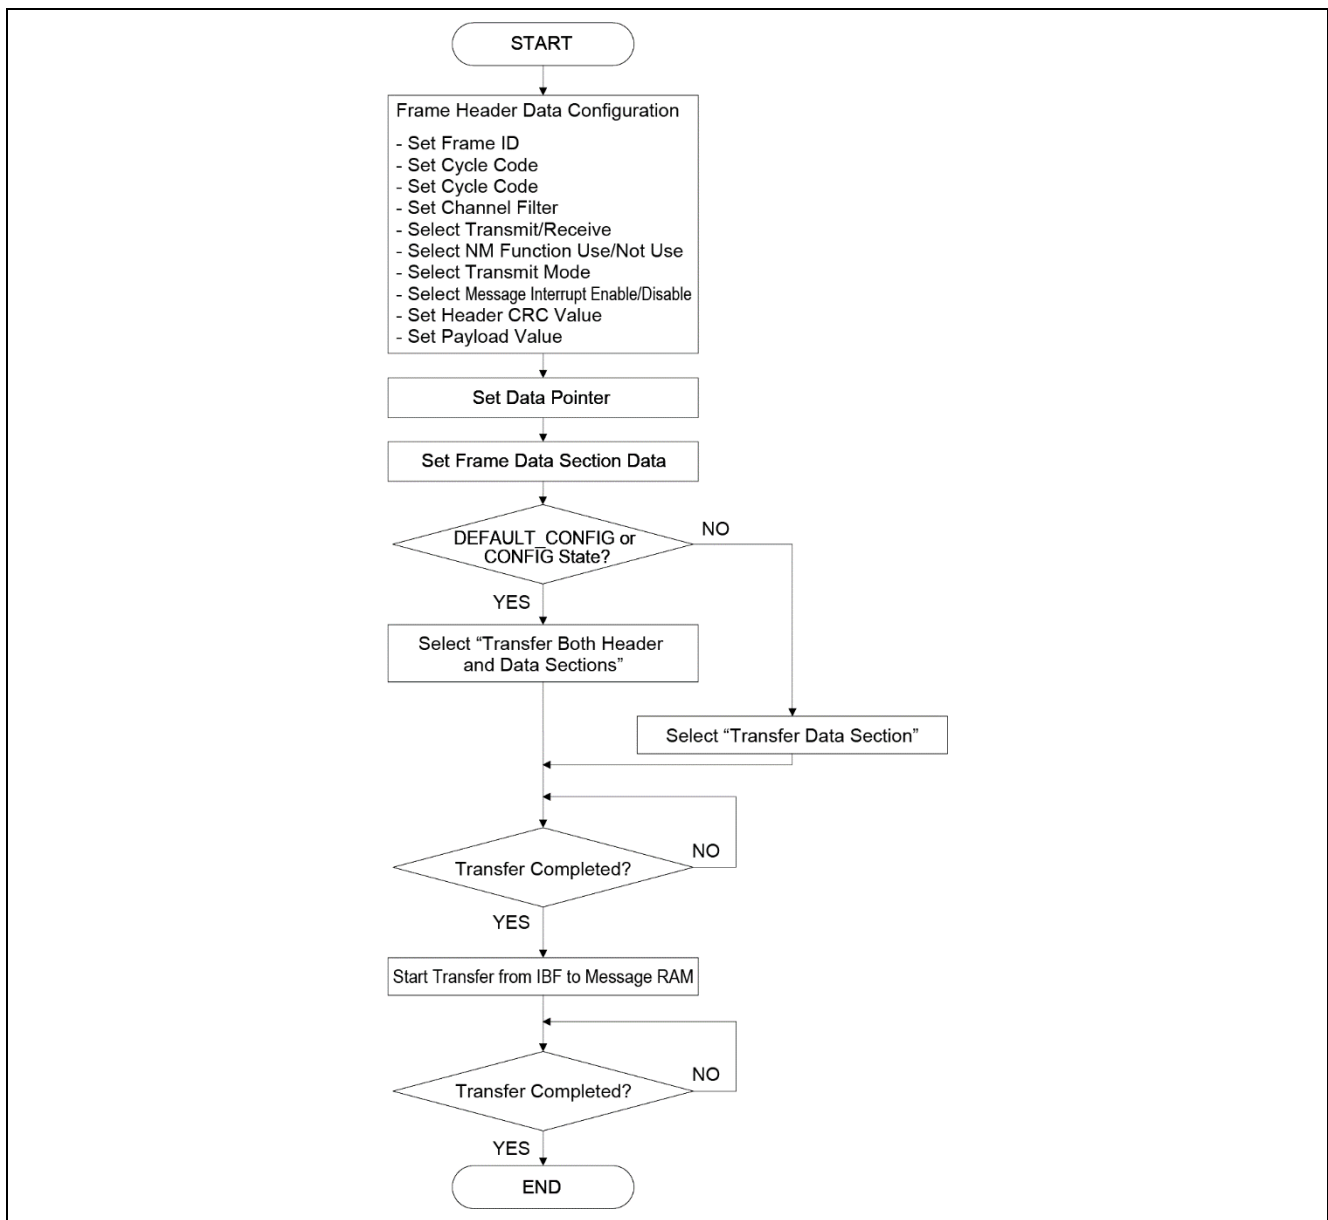 START
Frame Header Data Configuration
- Set Frame ID
- Set Cycle Code
- Set Cycle Code
- Set Channel Filter
- Select Transmit/Receive
- Select NM Function Use/Not Use
- Select Transmit Mode
- Select Message Interrupt Enable/Disable
- Set Header CRC Value
- Set Payload Value
Set Data Pointer
Set Frame Data Section Data
DEFAULT_CONFIG or
CONFIG State?
NO
YES
Select “Transfer Both Header
and Data Sections”
Select “Transfer Data Section”
Transfer Completed?
NO
YES
Start Transfer from IBF to Message RAM
Transfer Completed?
NO
YES
END